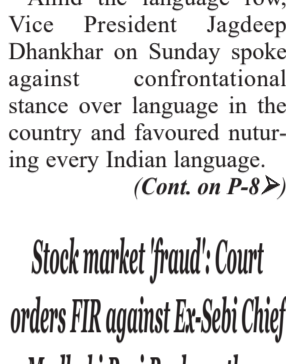 Amid the language row,
Vice President Jagdeep
Dhankhar on Sunday spoke
against confrontational
stance over language in the
country and favoured nutur-
ing every Indian language.
(Cont. on P-8➢)
Stock market 'fraud': Court
orders FIR against Ex-Sebi Chief